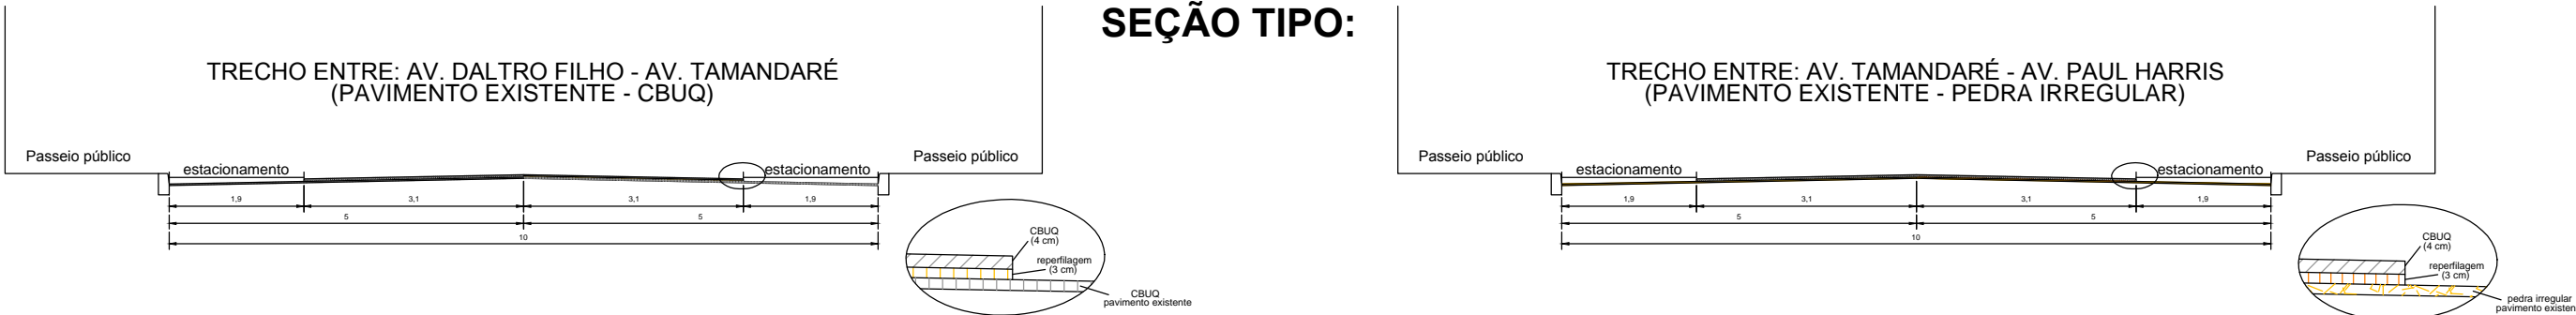 SEÇÃO TIPO:
TRECHO ENTRE: AV. DALTRO FILHO - AV. TAMANDARÉ
(PAVIMENTO EXISTENTE - CBUQ)
Passeio público
estacionamento
estacionamento
Passeio público
1,9
3,1
3,1
1,9
5
5
10
CBUQ
(4 cm)
reperfilagem
(3 cm)
CBUQ
pavimento existente
TRECHO ENTRE: AV. TAMANDARÉ - AV. PAUL HARRIS
(PAVIMENTO EXISTENTE - PEDRA IRREGULAR)
Passeio público
estacionamento
estacionamento
Passeio público
1,9
3,1
3,1
1,9
5
5
10
CBUQ
(4 cm)
reperfilagem
(3 cm)
pedra irregular
pavimento existen